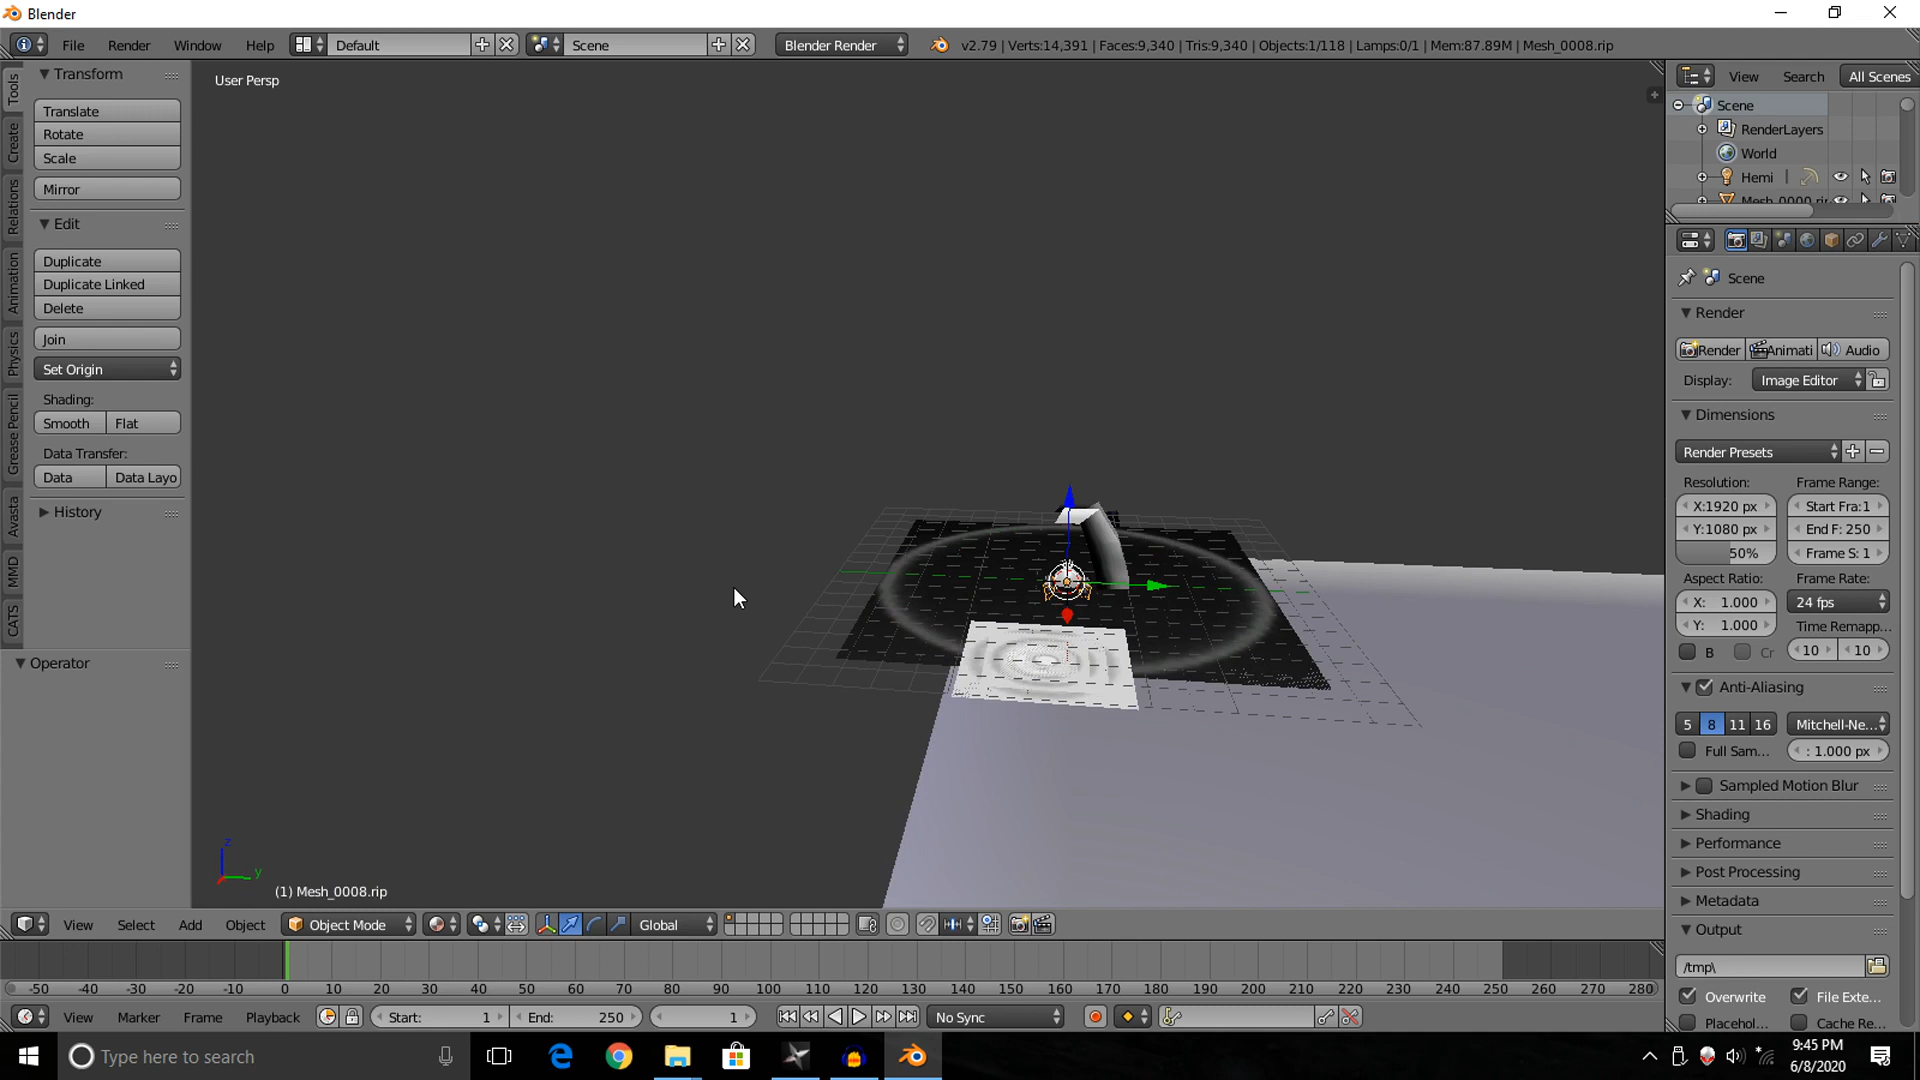 Blender
File Render Window Help Default Scene Blender Render v2.79 | Verts:14,391 | Faces:9,340 | Tris:9,340 | Objects:1/118 | Lamps:0/1 | Mem:87.89M | Mesh_0008.rip
Tools
Create
Relations
Animation
Physics
Grease Pencil
Avasta
MMD
CATS
Transform
Translate
Rotate
Scale
Mirror
Edit
Duplicate
Duplicate Linked
Delete
Join
Set Origin
Shading:
Smooth Flat
Data Transfer:
Data Data Layo
History
Operator
User Persp
z
y
(1) Mesh_0008.rip
View Search All Scenes
Scene
RenderLayers
World
Hemi
Mesh_0000.rip
Scene
Render
Render Animati Audio
Display: Image Editor
Dimensions
Render Presets
Resolution: Frame Range:
X:1920 px Start Fra:1
Y:1080 px End F: 250
50% Frame S: 1
Aspect Ratio: Frame Rate:
X: 1.000 24 fps
Y: 1.000 Time Remapp...
B Cr 10 10
Anti-Aliasing
5 8 11 16 Mitchell-Ne...
Full Sam... : 1.000 px
Sampled Motion Blur
Shading
Performance
Post Processing
Metadata
Output
/tmp\
Overwrite File Exte...
Placehol... Cache Re...
View Select Add Object Object Mode Global
-50 -40 -30 -20 -10 0 10 20 30 40 50 60 70 80 90 100 110 120 130 140 150 160 170 180 190 200 210 220 230 240 250 260 270 280
View Marker Frame Playback Start: 1 End: 250 1 No Sync
Type here to search
9:45 PM
6/8/2020